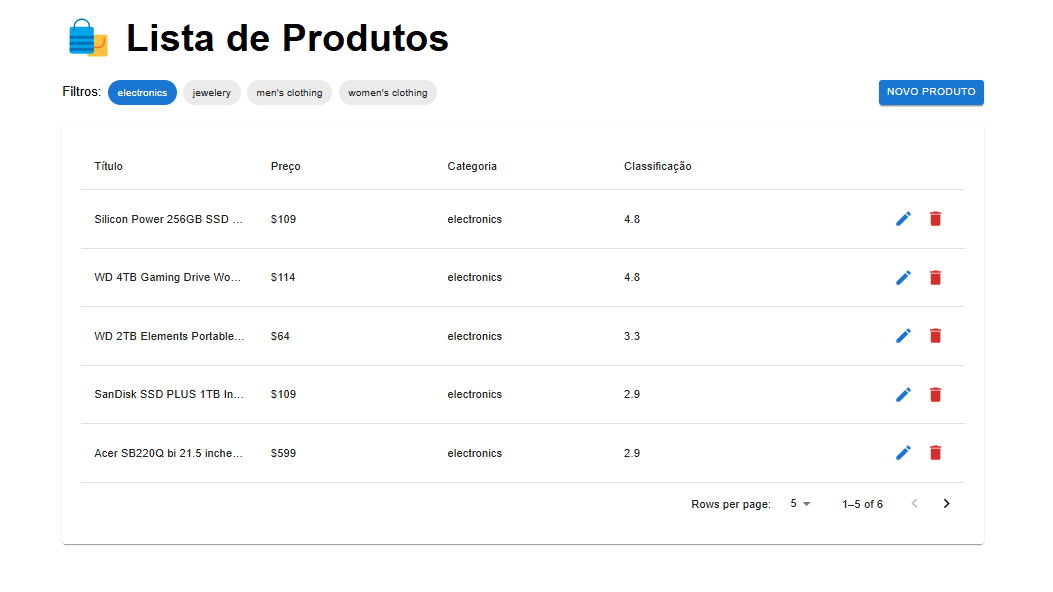 Lista de Produtos
Filtros: electronics jewelery men's clothing women's clothing NOVO PRODUTO
Título Preço Categoria Classificação
Silicon Power 256GB SSD ... $109 electronics 4.8
WD 4TB Gaming Drive Wo... $114 electronics 4.8
WD 2TB Elements Portable... $64 electronics 3.3
SanDisk SSD PLUS 1TB In... $109 electronics 2.9
Acer SB220Q bi 21.5 inche... $599 electronics 2.9
Rows per page: 5 1–5 of 6